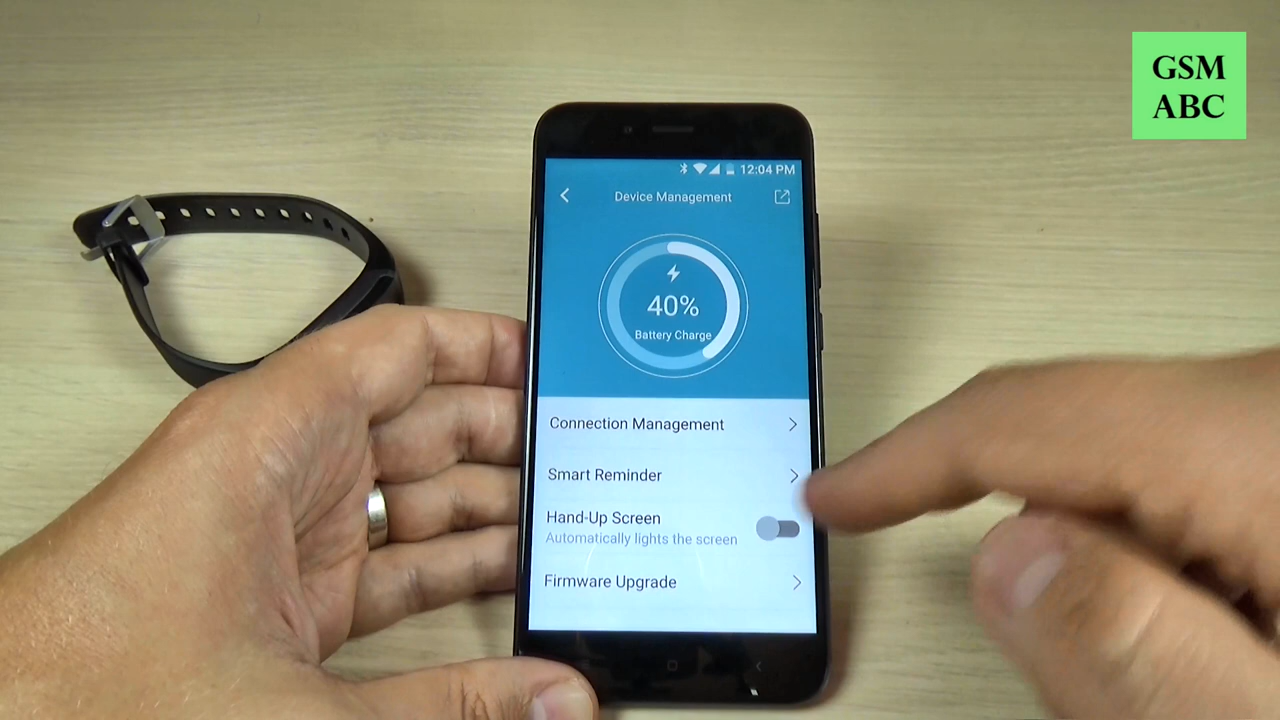 GSM
ABC
12:04 PM
Device Management
40%
Battery Charge
Connection Management
Smart Reminder
Hand-Up Screen
Automatically lights the screen
Firmware Upgrade